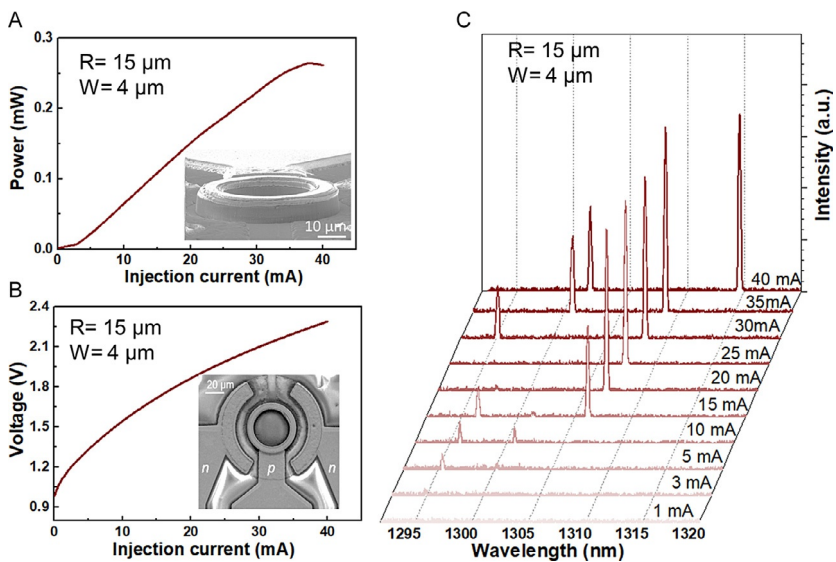 A
0.3
R= 15 µm
W= 4 µm
0.2
Power (mW)
0.1
10 µm
0.0
0 10 20 30 40
Injection current (mA)
B
2.4
R= 15 µm
W= 4 µm
2.1
20 µm
Voltage (V)
1.8
1.5
1.2
n p n
0.9
0 10 20 30 40
Injection current (mA)
C
R= 15 µm
W= 4 µm
Intensity (a.u.)
40 mA
35mA
30mA
25 mA
20 mA
15 mA
10 mA
5 mA
3 mA
1 mA
1295 1300 1305 1310 1315 1320
Wavelength (nm)